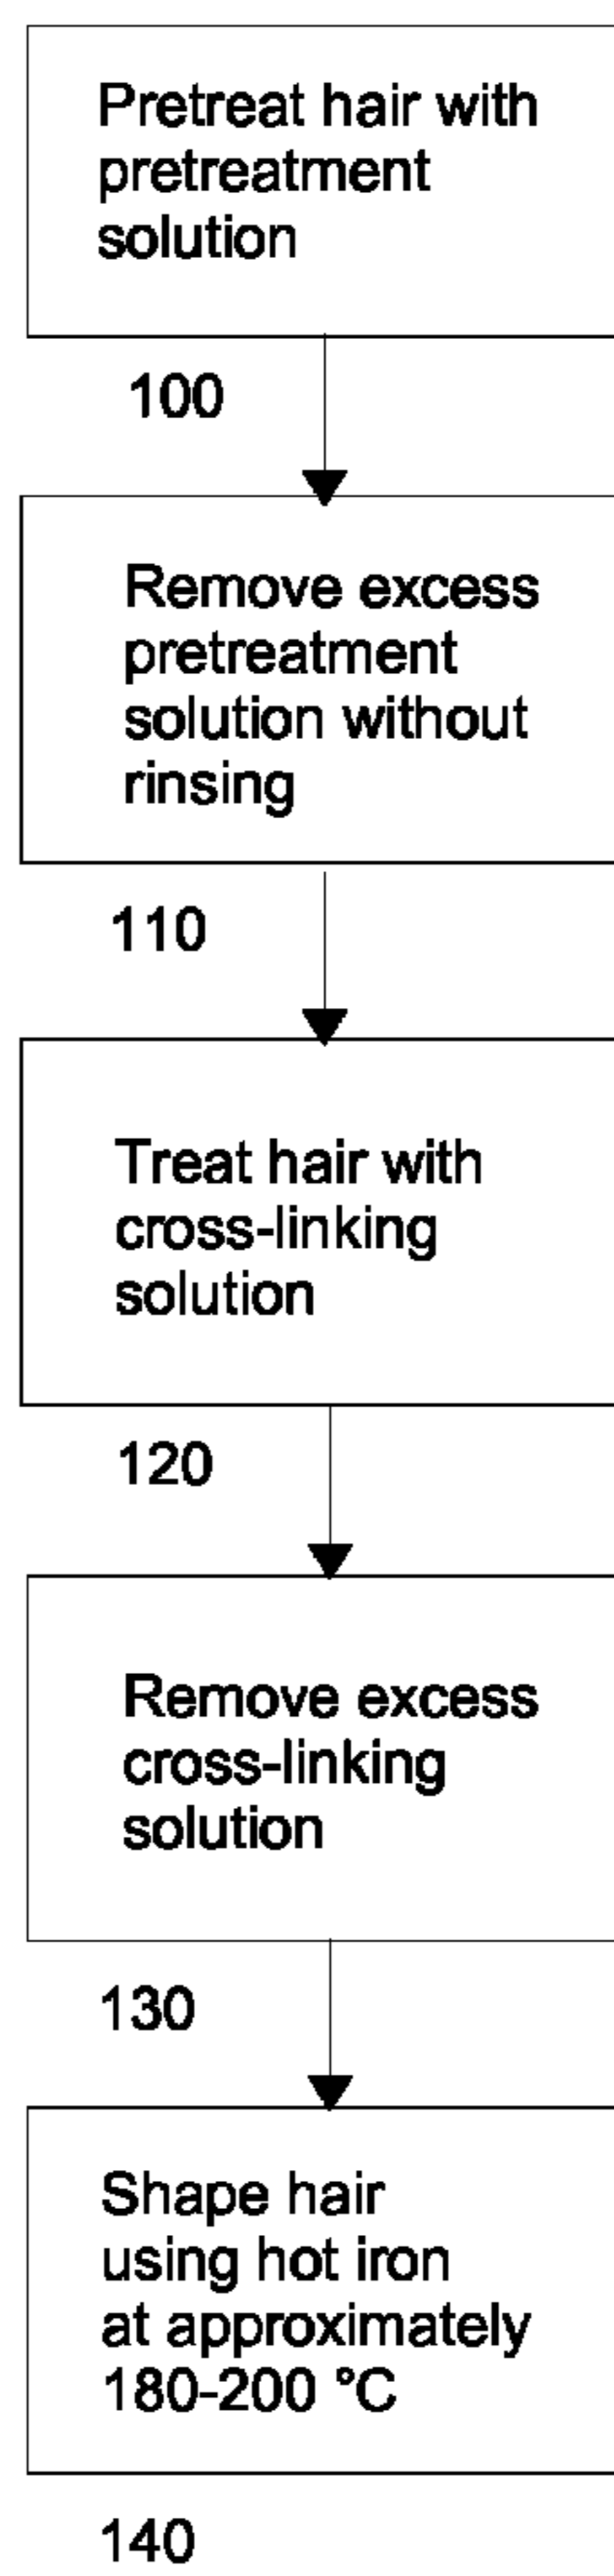 Pretreat hair with
pretreatment
solution
100
Remove excess
pretreatment
solution without
rinsing
110
Treat hair with
cross-linking
solution
120
Remove excess
cross-linking
solution
130
Shape hair
using hot iron
at approximately
180-200 °C
140